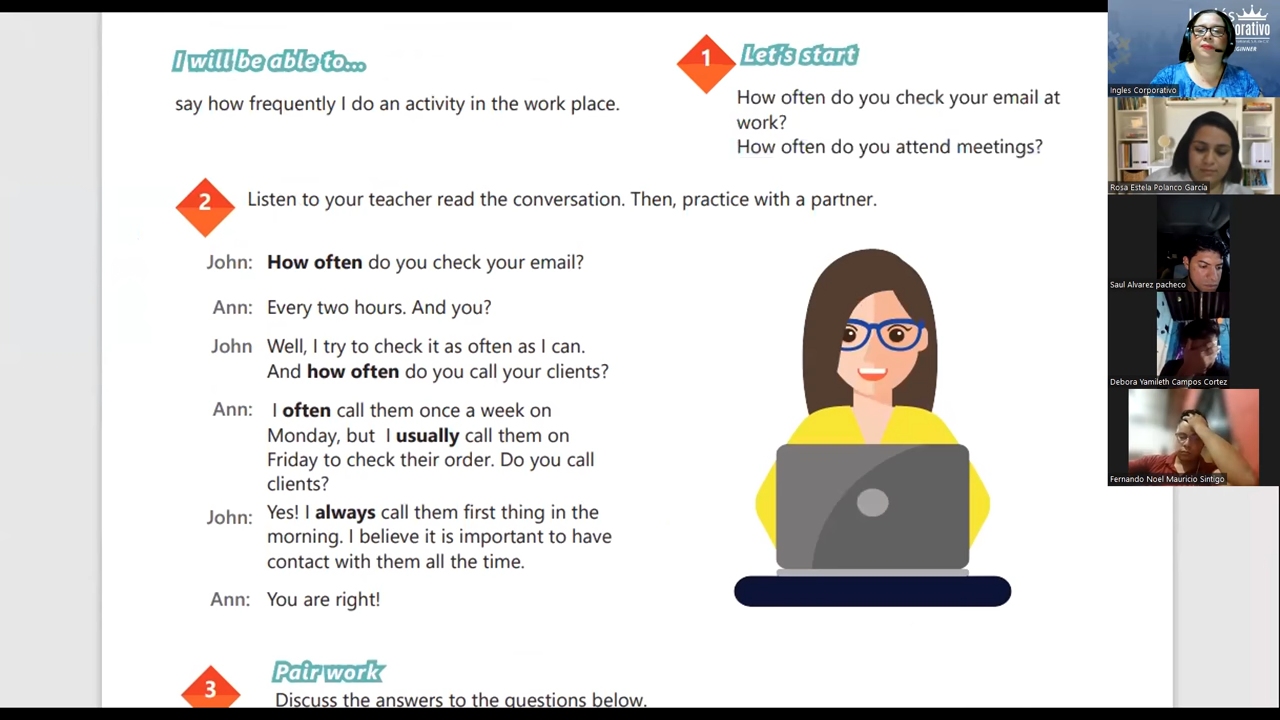 I will be able to...
say how frequently I do an activity in the work place.
1
Let's start
How often do you check your email at
work?
How often do you attend meetings?
2
Listen to your teacher read the conversation. Then, practice with a partner.
John: How often do you check your email?
Ann: Every two hours. And you?
John Well, I try to check it as often as I can.
And how often do you call your clients?
Ann: I often call them once a week on
Monday, but I usually call them on
Friday to check their order. Do you call
clients?
John: Yes! I always call them first thing in the
morning. I believe it is important to have
contact with them all the time.
Ann: You are right!
3
Pair work
Discuss the answers to the questions below.
Ingles Corporativo
Rosa Estela Polanco García
Saul Alvarez pacheco
Debora Yamileth Campos Cortez
Fernando Noel Mauricio Sintigo